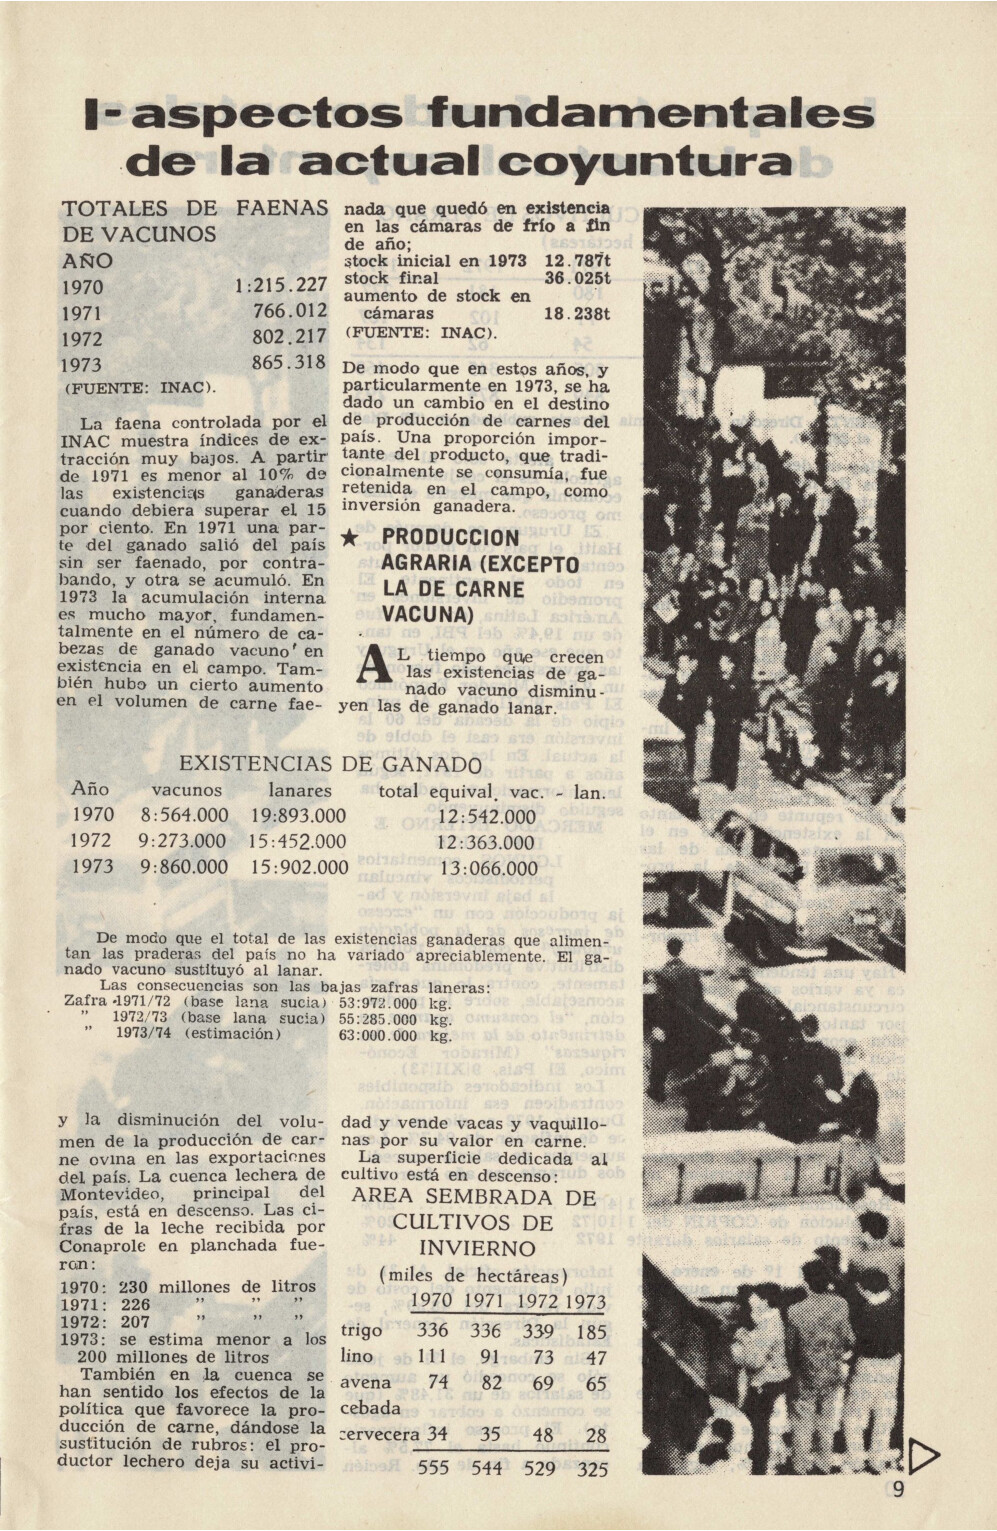 I- aspectos fundamentales
de la actual coyuntura
TOTALES DE FAENAS
DE VACUNOS
AÑO
1970 1:215.227
1971 766.012
1972 802.217
1973 865.318
(FUENTE: INAC).
La faena controlada por el
INAC muestra índices de ex-
tracción muy bajos. A partir
de 1971 es menor al 10% de
las existencias ganaderas
cuando debiera superar el 15
por ciento. En 1971 una par-
te del ganado salió del país
sin ser faenado, por contra-
bando, y otra se acumuló. En
1973 la acumulación interna
es mucho mayor, fundamen-
talmente en el número de ca-
bezas de ganado vacuno en
existencia en el campo. Tam-
bién hubo un cierto aumento
en el volumen de carne fae-
nada que quedó en existencia
en las cámaras de frío a fin
de año;
stock inicial en 1973 12.787t
stock final 36.025t
aumento de stock en
cámaras 18.238t
(FUENTE: INAC).
De modo que en estos años, y
particularmente en 1973, se ha
dado un cambio en el destino
de producción de carnes del
país. Una proporción impor-
tante del producto, que tradi-
cionalmente se consumía, fue
retenida en el campo, como
inversión ganadera.
★ PRODUCCION
AGRARIA (EXCEPTO
LA DE CARNE
VACUNA)
AL tiempo que crecen
las existencias de ga-
nado vacuno disminu-
yen las de ganado lanar.
EXISTENCIAS DE GANADO
Año vacunos lanares total equival. vac. - lan.
1970 8:564.000 19:893.000 12:542.000
1972 9:273.000 15:452.000 12:363.000
1973 9:860.000 15:902.000 13:066.000
De modo que el total de las existencias ganaderas que alimen-
tan las praderas del país no ha variado apreciablemente. El ga-
nado vacuno sustituyó al lanar.
Las consecuencias son las bajas zafras laneras:
Zafra 1971/72 (base lana sucia) 53:972.000 kg.
" 1972/73 (base lana sucia) 55:285.000 kg.
" 1973/74 (estimación) 63:000.000 kg.
y la disminución del volu-
men de la producción de car-
ne ovina en las exportaciones
del país. La cuenca lechera de
Montevideo, principal del
país, está en descenso. Las ci-
fras de la leche recibida por
Conaprole en planchada fue-
ron:
1970: 230 millones de litros
1971: 226 " " "
1972: 207 " " "
1973: se estima menor a los
200 millones de litros
También en la cuenca se
han sentido los efectos de la
política que favorece la pro-
ducción de carne, dándose la
sustitución de rubros: el pro-
ductor lechero deja su activi-
dad y vende vacas y vaquillo-
nas por su valor en carne.
La superficie dedicada al
cultivo está en descenso:
AREA SEMBRADA DE
CULTIVOS DE
INVIERNO
(miles de hectáreas)
1970 1971 1972 1973
trigo 336 336 339 185
lino 111 91 73 47
avena 74 82 69 65
cebada
cervecera 34 35 48 28
555 544 529 325
9